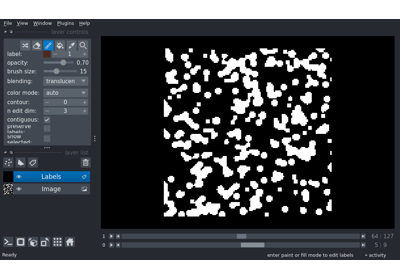 File View Window Plugins Help
layer controls
label: 1
opacity: 0.70
brush size: 15
blending: translucen
color mode: auto
contour: 0
n edit dim: 3
contiguous:
preserve labels:
show selected:
layer list
Labels
Image
1 64 127
0 5 9
Ready enter paint or fill mode to edit labels activity